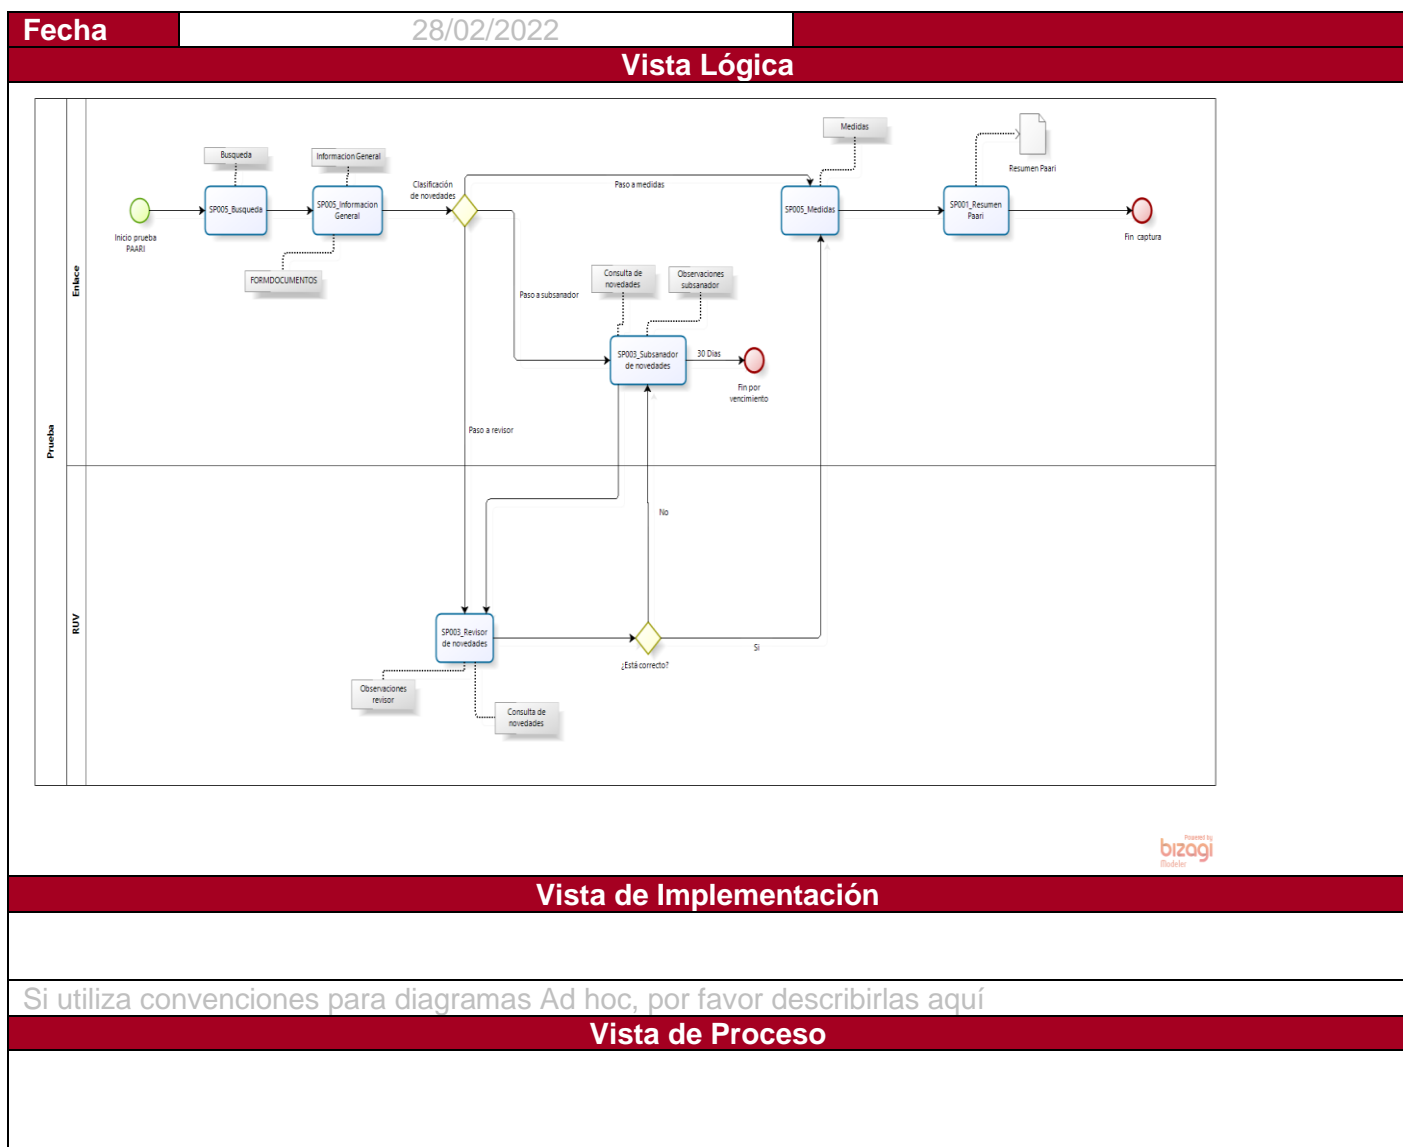 Fecha
28/02/2022
Vista Lógica
Prueba
Enlace
RUV
Inicio prueba
PAARI
Busqueda
SP005_Busqueda
Informacion General
SP005_Informacion
General
FORMDOCUMENTOS
Clasificación
de novedades
Paso a medidas
Paso a subsanador
Paso a revisor
Consulta de
novedades
Observaciones
subsanador
SP003_Subsanador
de novedades
30 Dias
Fin por
vencimiento
Medidas
SP005_Medidas
SP001_Resumen
Paari
Resumen Paari
Fin captura
No
SP003_Revisor
de novedades
¿Está correcto?
Si
Observaciones
revisor
Consulta de
novedades
Powered by
bizagi
Modeler
Vista de Implementación
Si utiliza convenciones para diagramas Ad hoc, por favor describirlas aquí
Vista de Proceso